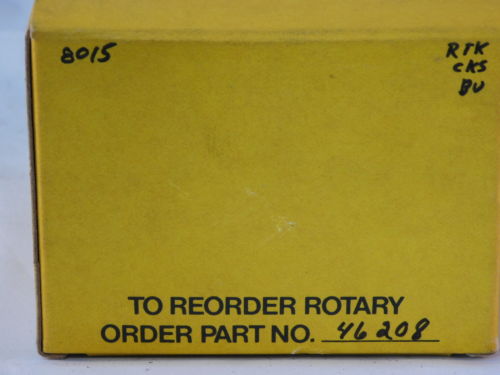 8015
RTK
CKS
BU
TO REORDER ROTARY
ORDER PART NO. 46208